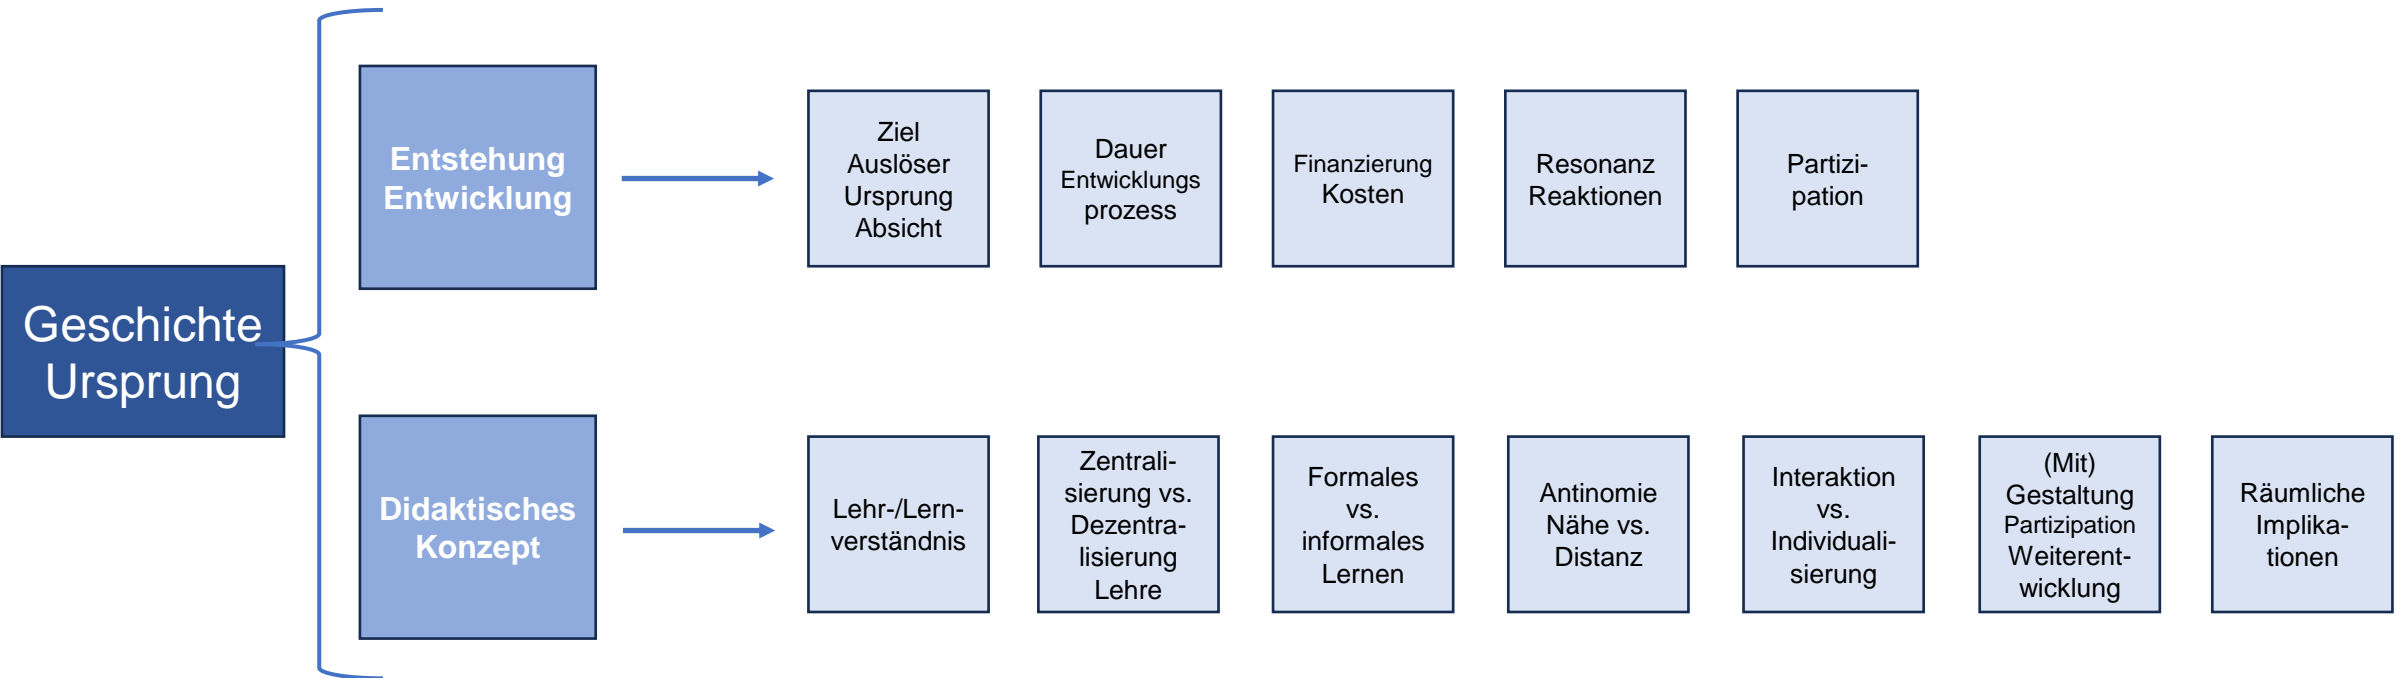 Geschichte
Ursprung
Entstehung
Entwicklung
Ziel
Auslöser
Ursprung
Absicht
Dauer
Entwicklungs
prozess
Finanzierung
Kosten
Resonanz
Reaktionen
Partizi-
pation
Didaktisches
Konzept
Lehr-/Lern-
verständnis
Zentrali-
sierung vs.
Dezentra-
lisierung
Lehre
Formales
vs.
informales
Lernen
Antinomie
Nähe vs.
Distanz
Interaktion
vs.
Individuali-
sierung
(Mit)
Gestaltung
Partizipation
Weiterent-
wicklung
Räumliche
Implika-
tionen